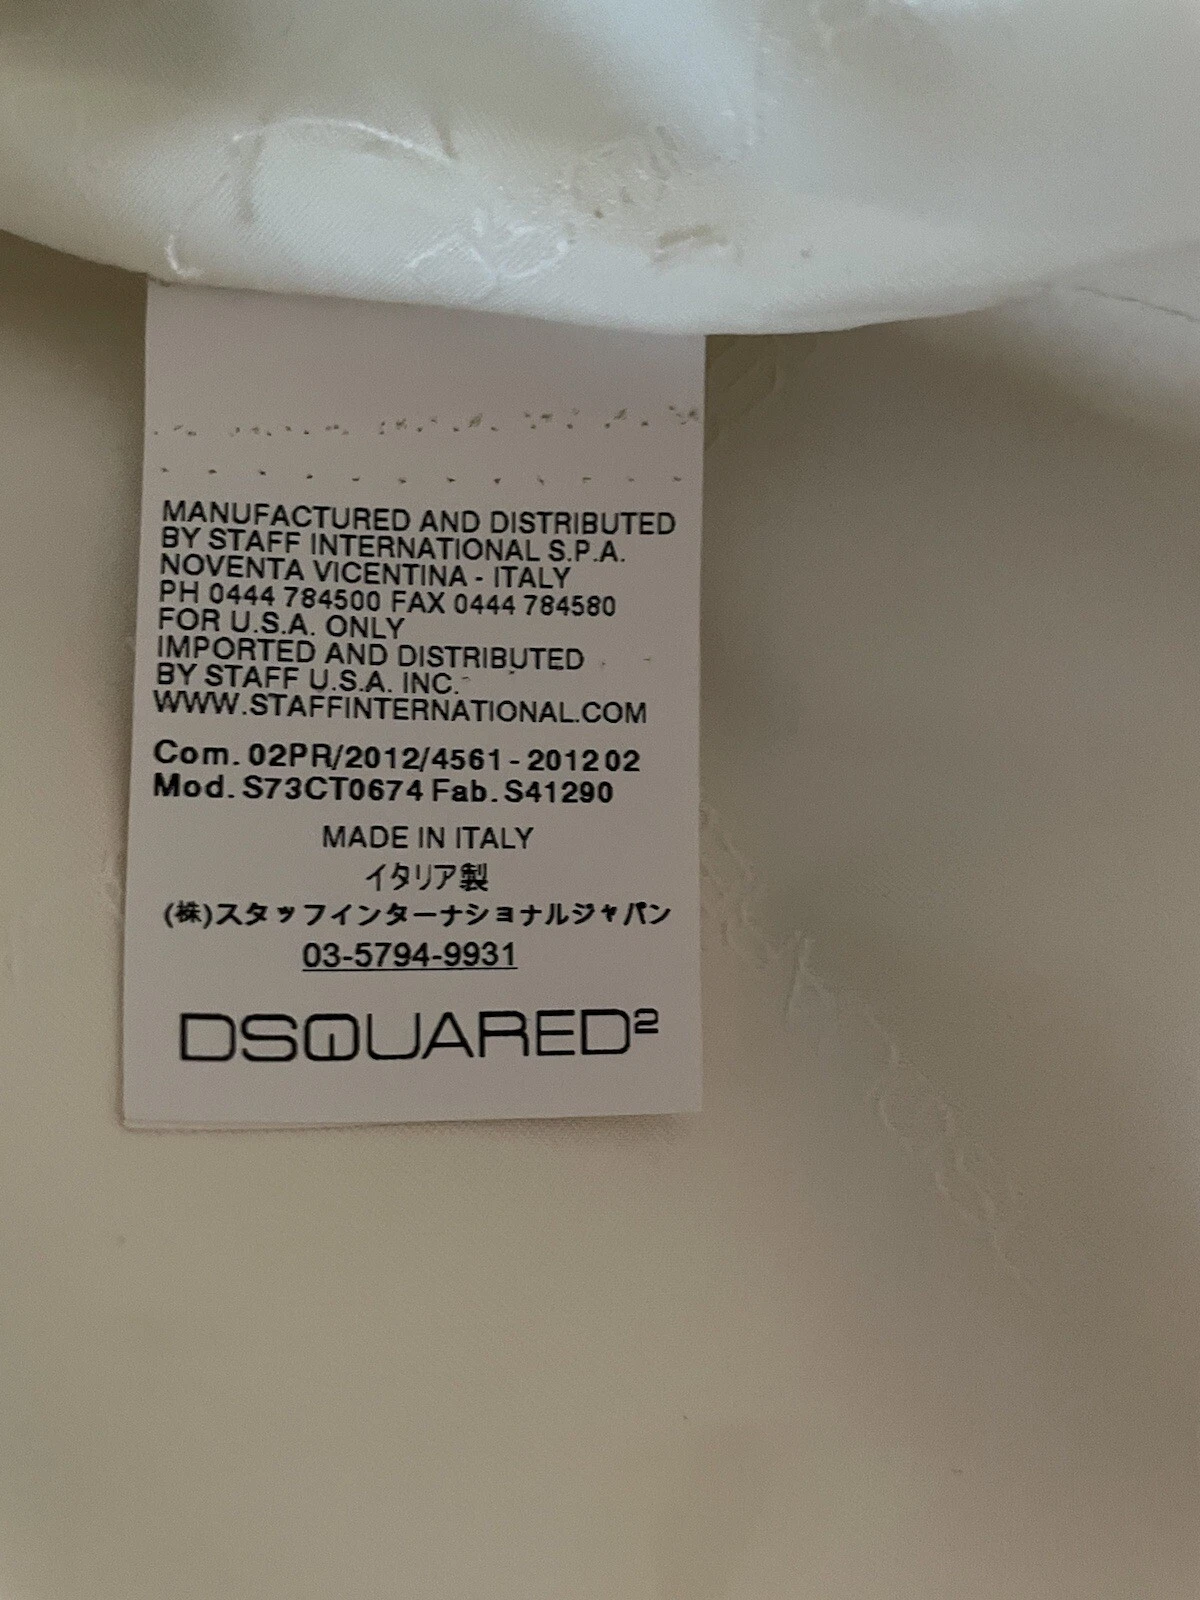 MANUFACTURED AND DISTRIBUTED
BY STAFF INTERNATIONAL S.P.A.
NOVENTA VICENTINA - ITALY
PH 0444 784500 FAX 0444 784580
FOR U.S.A. ONLY
IMPORTED AND DISTRIBUTED
BY STAFF U.S.A. INC.
WWW.STAFFINTERNATIONAL.COM
Com. 02PR/2012/4561 - 2012 02
Mod. S73CT0674 Fab. S41290
MADE IN ITALY
イタリア製
(株)スタッフインターナショナルジャパン
03-5794-9931
DSQUARED²